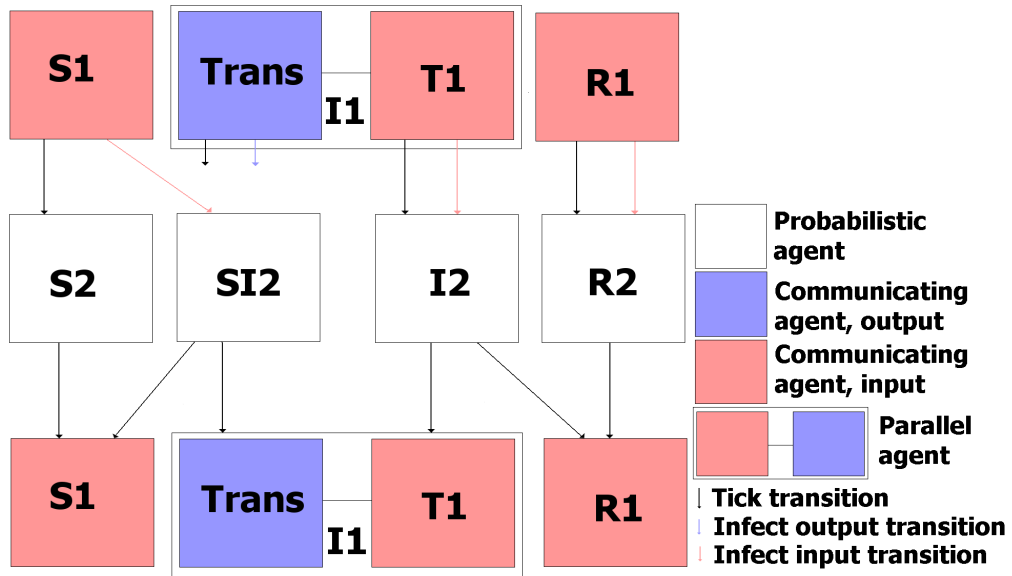 S1
Trans
T1
I1
R1
S2
SI2
I2
R2
S1
Trans
T1
I1
R1
Probabilistic
agent
Communicating
agent, output
Communicating
agent, input
Parallel
agent
Tick transition
Infect output transition
Infect input transition